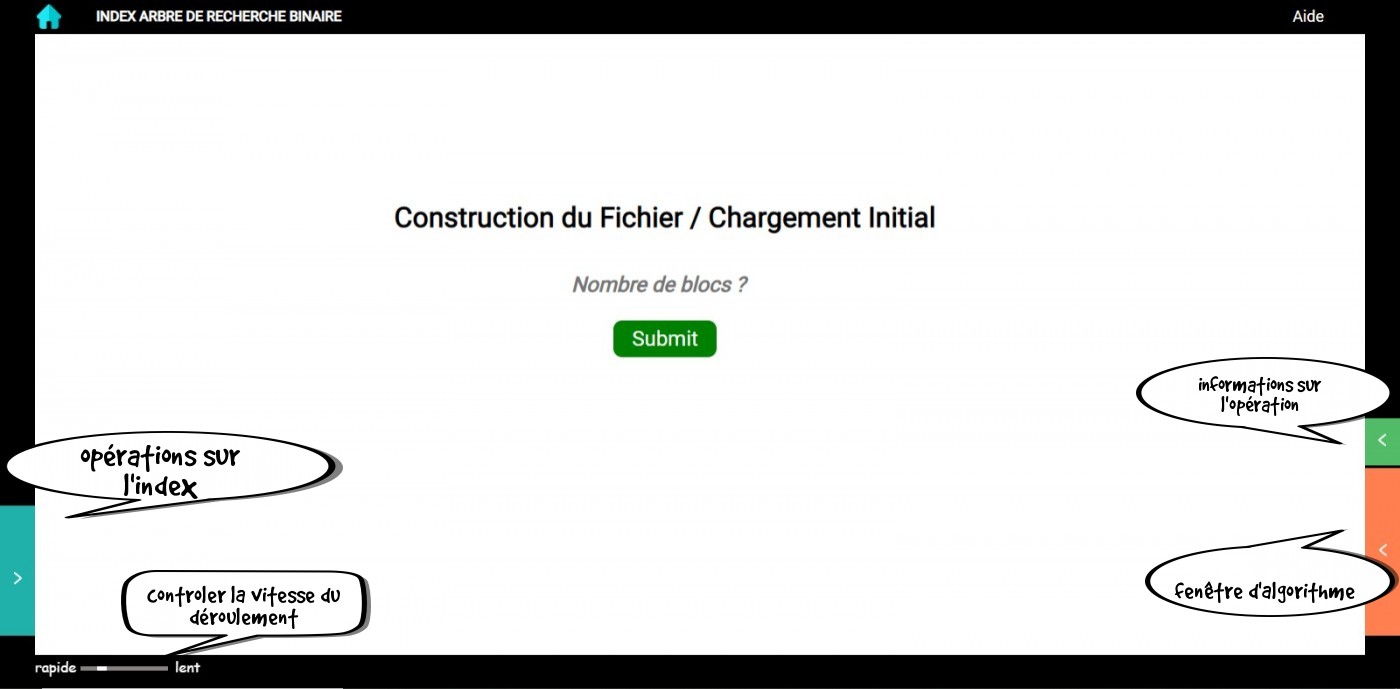 INDEX ARBRE DE RECHERCHE BINAIRE
Aide
Construction du Fichier / Chargement Initial
Nombre de blocs ?
Submit
informations sur
l'opération
opérations sur
l'index
fenêtre d'algorithme
controler la vitesse du
déroulement
rapide
lent